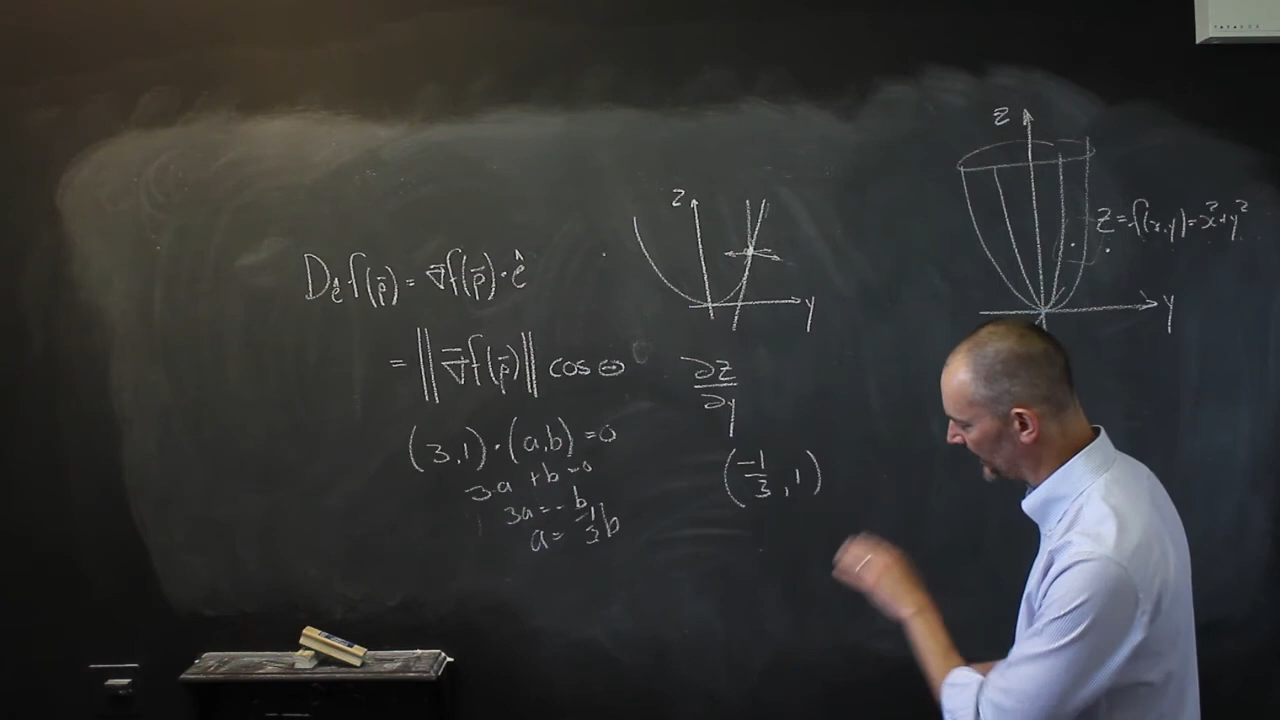 D_ê f(p̄) = ∇̄f(p̄)·ê
= ‖∇̄f(p̄)‖ cos Θ
(3,1)·(a,b)=0
3a+b=0
3a=-b
a= -1/3 b
Z
Y
∂Z/∂y
(-1/3, 1)
Z
Z=f(x,y)=x²+y²
Y